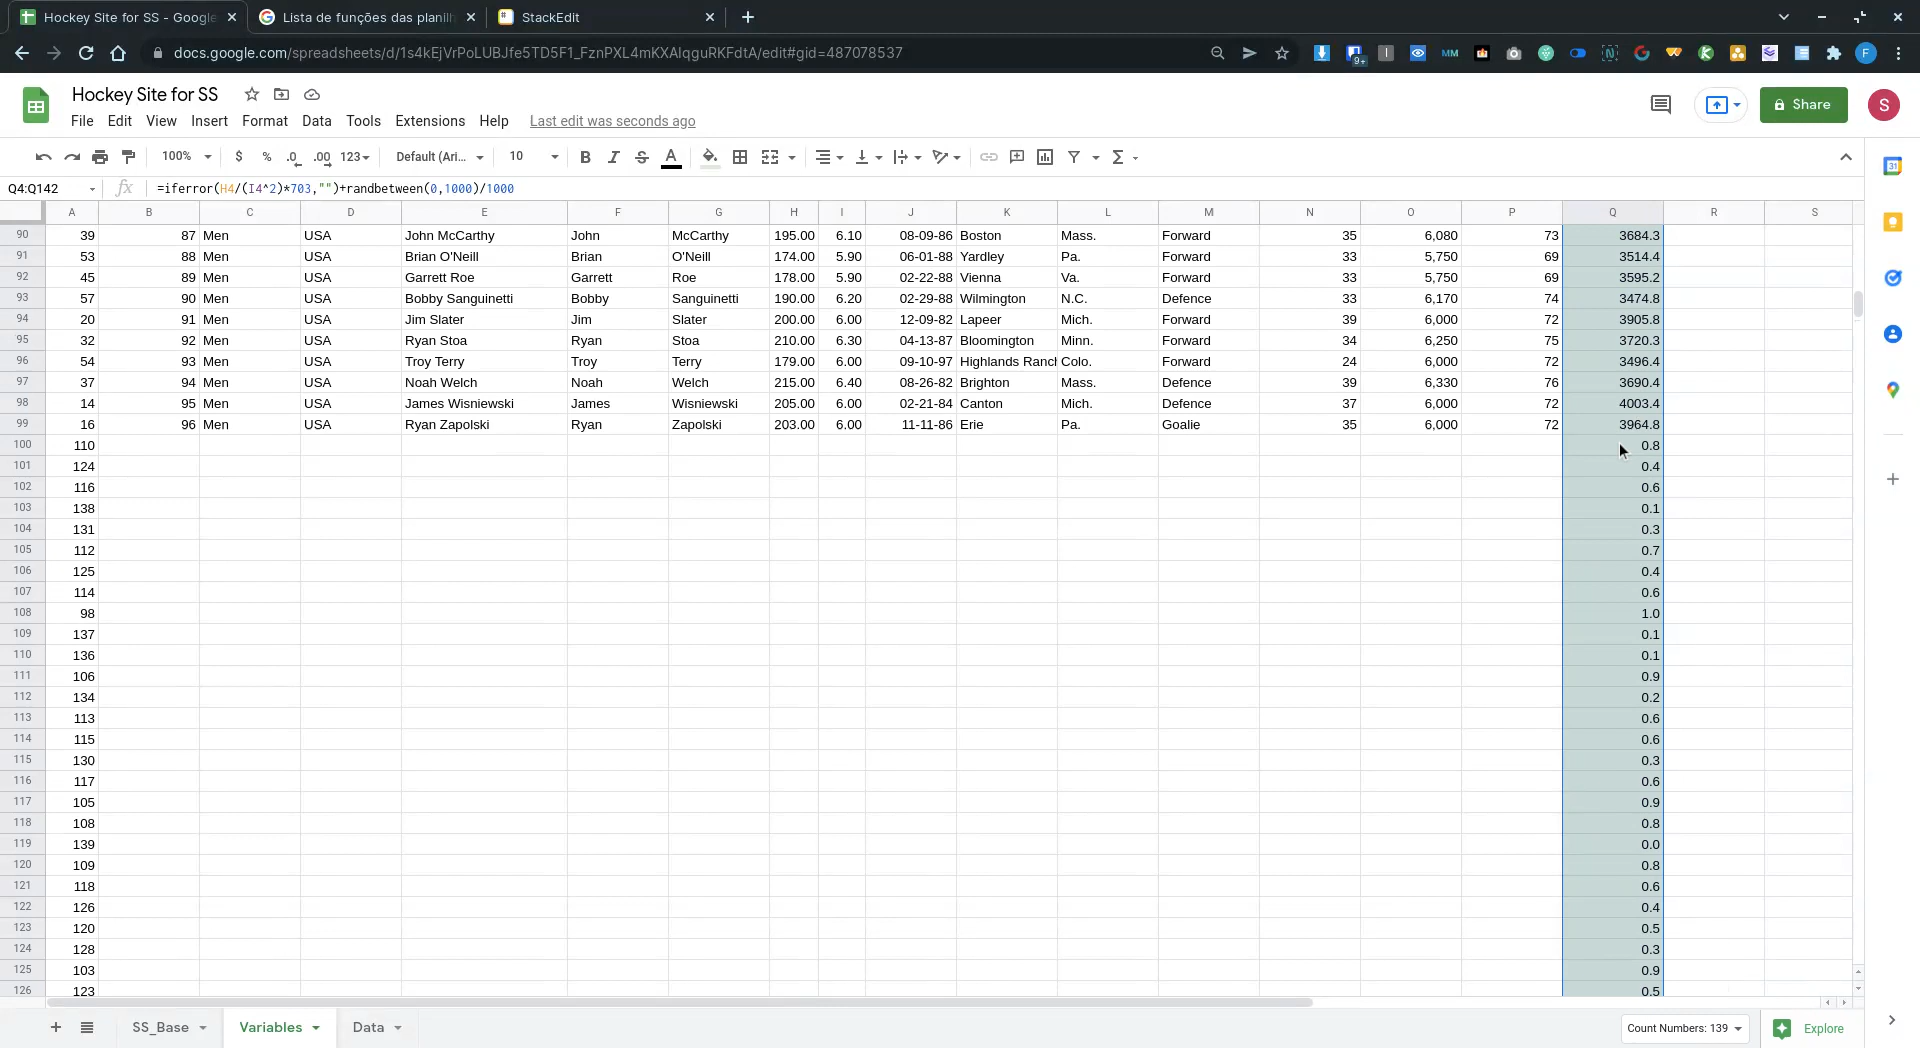 Hockey Site for SS - Google
Lista de funções das planilh
StackEdit
docs.google.com/spreadsheets/d/1s4kEjVrPoLUBJfe5TD5F1_FznPXL4mKXAlqguRKFdtA/edit#gid=487078537
9+
MM
F
Hockey Site for SS
Share
S
File Edit View Insert Format Data Tools Extensions Help Last edit was seconds ago
100% $ % .0 .00 123 Default (Ari... 10 B I S A Σ
31
Q4:Q142 fx =iferror(H4/(I4^2)*703,"")+randbetween(0,1000)/1000
A B C D E F G H I J K L M N O P Q R S
90 39 87 Men USA John McCarthy John McCarthy 195.00 6.10 08-09-86 Boston Mass. Forward 35 6,080 73 3684.3
91 53 88 Men USA Brian O'Neill Brian O'Neill 174.00 5.90 06-01-88 Yardley Pa. Forward 33 5,750 69 3514.4
92 45 89 Men USA Garrett Roe Garrett Roe 178.00 5.90 02-22-88 Vienna Va. Forward 33 5,750 69 3595.2
93 57 90 Men USA Bobby Sanguinetti Bobby Sanguinetti 190.00 6.20 02-29-88 Wilmington N.C. Defence 33 6,170 74 3474.8
94 20 91 Men USA Jim Slater Jim Slater 200.00 6.00 12-09-82 Lapeer Mich. Forward 39 6,000 72 3905.8
95 32 92 Men USA Ryan Stoa Ryan Stoa 210.00 6.30 04-13-87 Bloomington Minn. Forward 34 6,250 75 3720.3
96 54 93 Men USA Troy Terry Troy Terry 179.00 6.00 09-10-97 Highlands Ranch Colo. Forward 24 6,000 72 3496.4
97 37 94 Men USA Noah Welch Noah Welch 215.00 6.40 08-26-82 Brighton Mass. Defence 39 6,330 76 3690.4
98 14 95 Men USA James Wisniewski James Wisniewski 205.00 6.00 02-21-84 Canton Mich. Defence 37 6,000 72 4003.4
99 16 96 Men USA Ryan Zapolski Ryan Zapolski 203.00 6.00 11-11-86 Erie Pa. Goalie 35 6,000 72 3964.8
100 110 0.8
101 124 0.4
102 116 0.6
103 138 0.1
104 131 0.3
105 112 0.7
106 125 0.4
107 114 0.6
108 98 1.0
109 137 0.1
110 136 0.1
111 106 0.9
112 134 0.2
113 113 0.6
114 115 0.6
115 130 0.3
116 117 0.6
117 105 0.9
118 108 0.8
119 139 0.0
120 109 0.8
121 118 0.6
122 126 0.4
123 120 0.5
124 128 0.3
125 103 0.9
126 123 0.5
SS_Base Variables Data Count Numbers: 139 Explore